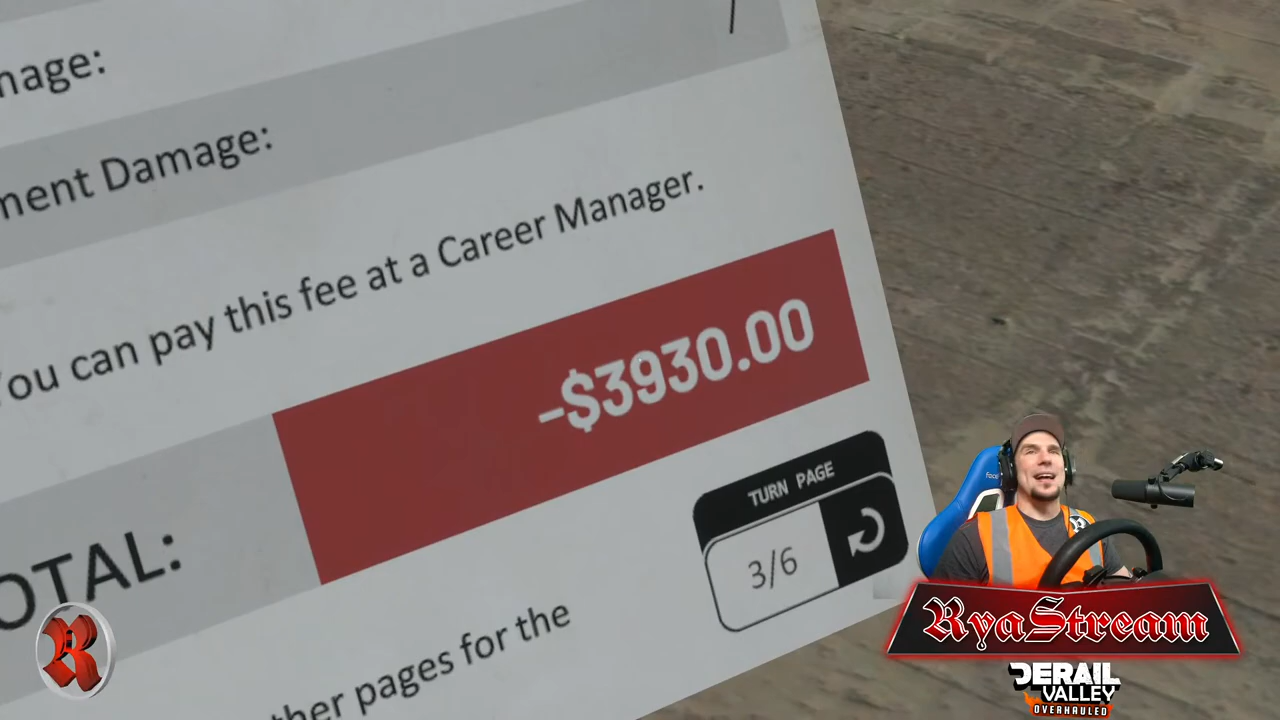 nage:
ment Damage:
You can pay this fee at a Career Manager.
-$3930.00
OTAL:
TURN PAGE
3/6
ther pages for the
RyaStream
DERAIL
VALLEY
OVERHAULED
R